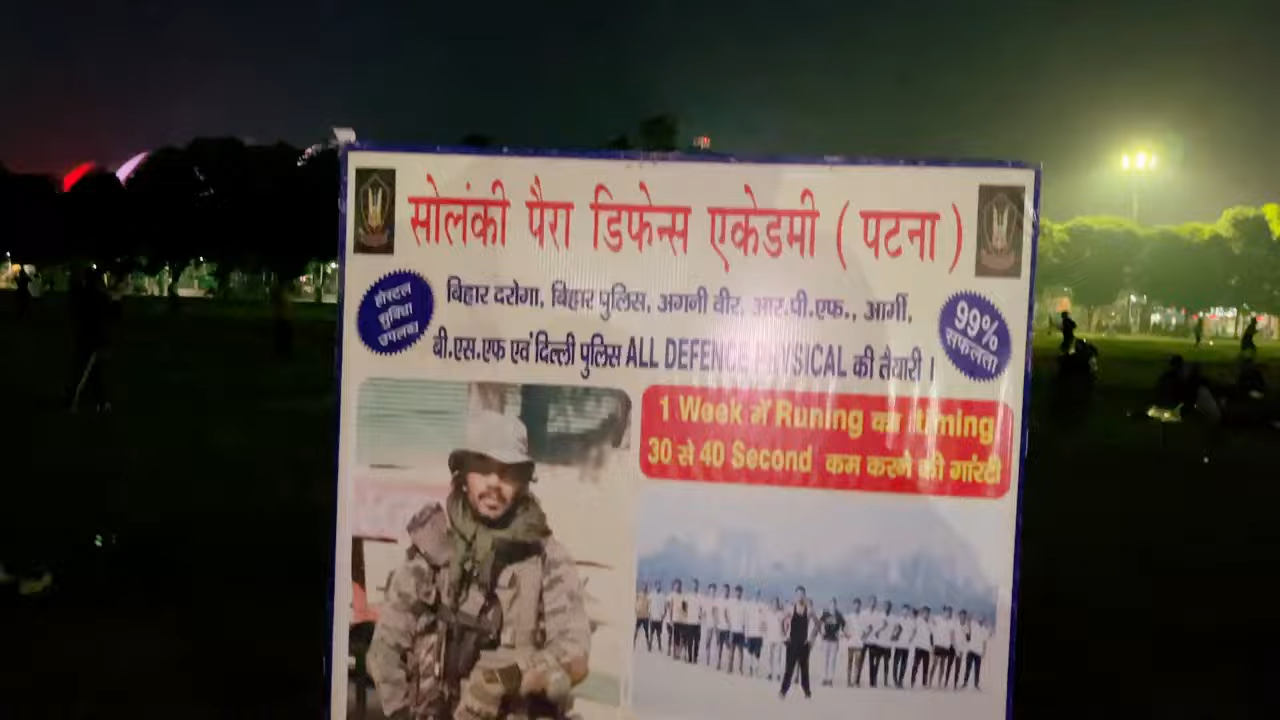 सोलंकी पैरा डिफेन्स एकेडमी ( पटना )
होस्टल
सुविधा
उपलब्ध
बिहार दरोगा, बिहार पुलिस, अगनी वीर, आर.पी.एफ., आर्मी,
बी.एस.एफ एवं दिल्ली पुलिस ALL DEFENCE PHYSICAL की तैयारी ।
99%
सफलता
1 Week में Runing का timing
30 से 40 Second कम करने की गारंटी